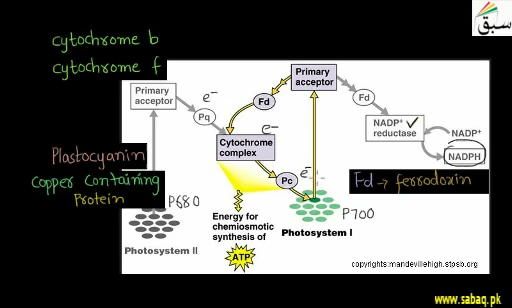 سبق
cytochrome b
cytochrome f
Primary
acceptor
Primary
acceptor
e⁻
Fd
Fd
Pq
e⁻
NADP⁺ ✓
reductase
NADP⁺
NADPH
Cytochrome
complex
e⁻
Pc
Plastocyanin
Copper Containing
Protein
P680
Fd → ferrodoxin
P700
Energy for
chemiosmotic
synthesis of
ATP
Photosystem II
Photosystem I
copyrights:mandevillehigh.stosb.org
www.sabaq.pk